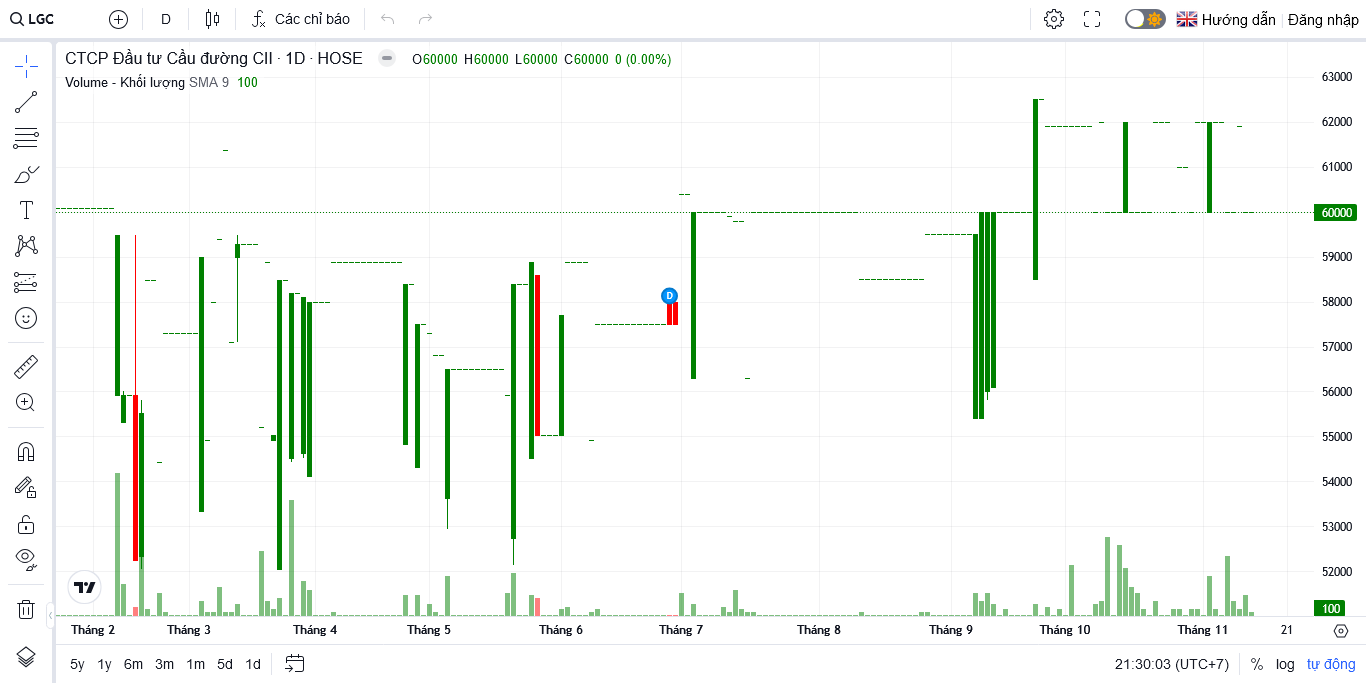 LGC D Các chỉ báo Hướng dẫn Đăng nhập
CTCP Đầu tư Cầu đường CII · 1D · HOSE O60000 H60000 L60000 C60000 0 (0.00%)
Volume - Khối lượng SMA 9 100
63000
62000
61000
60000
59000
58000
57000
56000
55000
54000
53000
52000
100
D
Tháng 2 Tháng 3 Tháng 4 Tháng 5 Tháng 6 Tháng 7 Tháng 8 Tháng 9 Tháng 10 Tháng 11 21
5y 1y 6m 3m 1m 5d 1d 21:30:03 (UTC+7) % log tự động